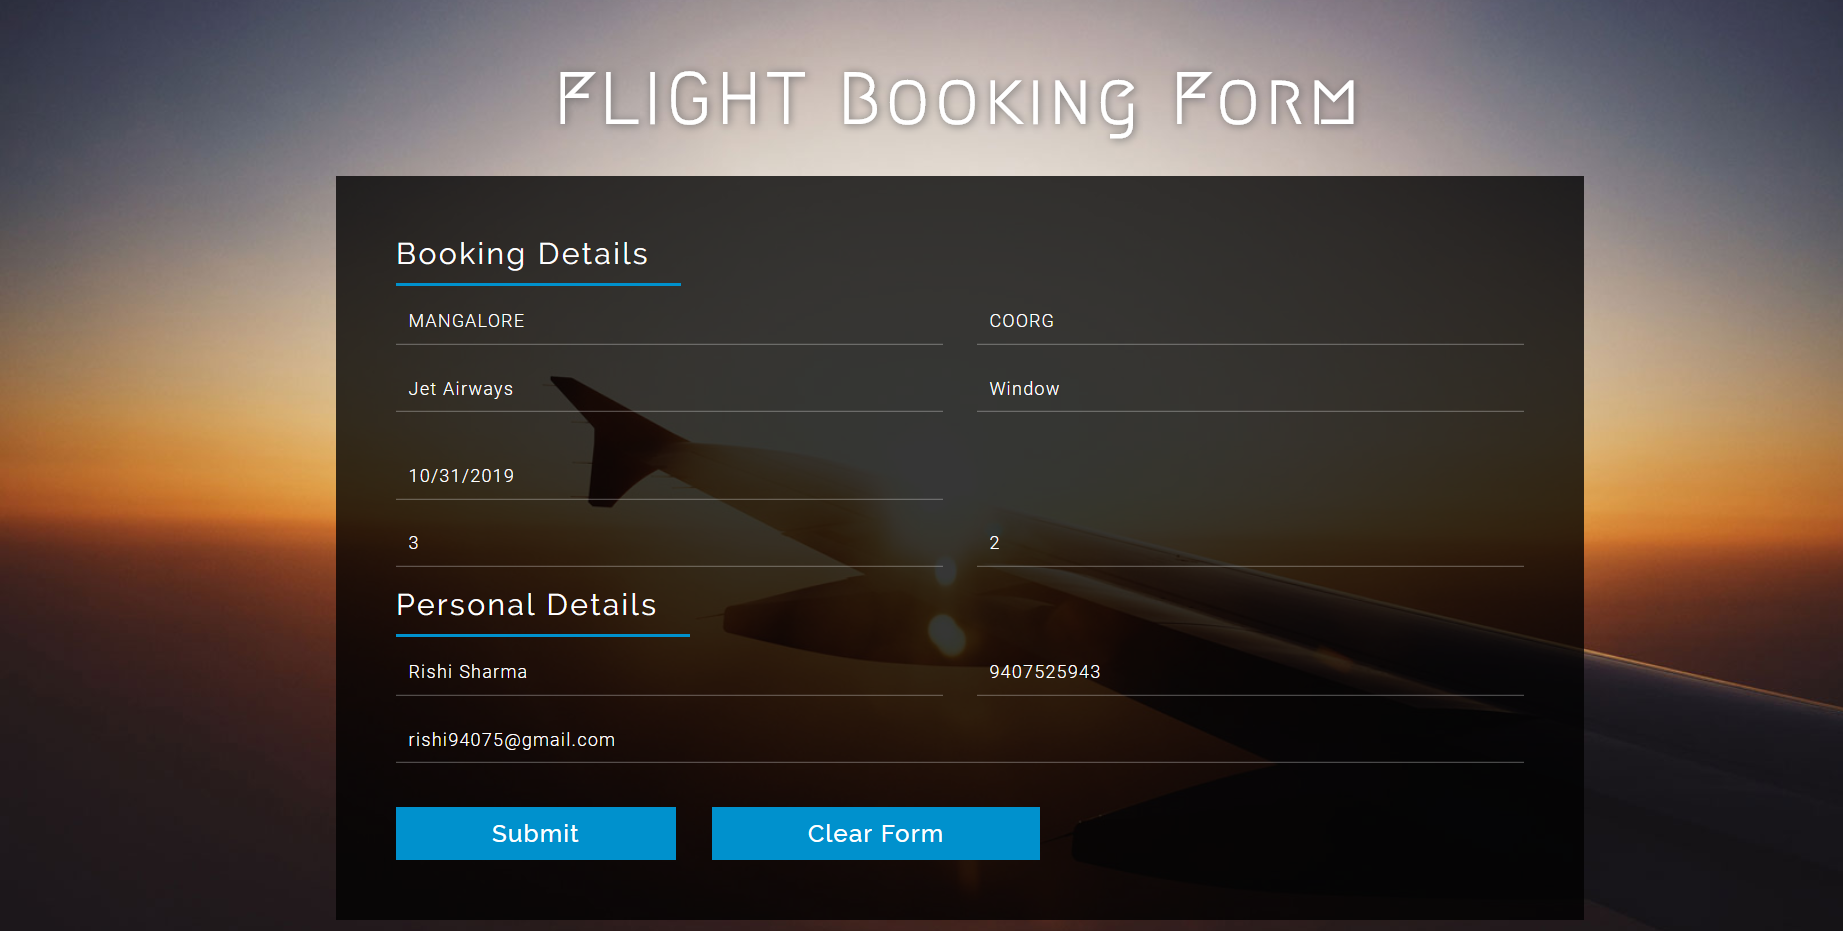 Flight Booking Form
Booking Details
MANGALORE
COORG
Jet Airways
Window
10/31/2019
3
2
Personal Details
Rishi Sharma
9407525943
rishi94075@gmail.com
Submit
Clear Form